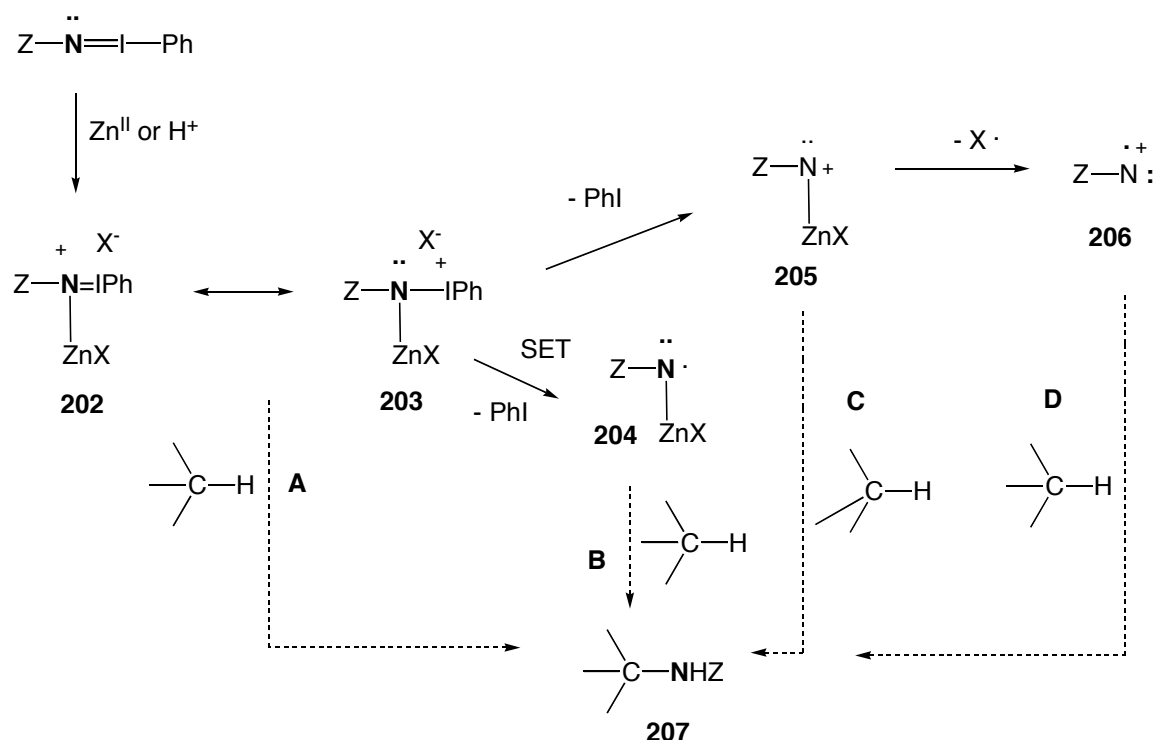 Z—N̈=I—Ph
Zn^II or H^+
+ X^-
Z—N=IPh
ZnX
202
X^-
Z—N̈—I^+Ph
ZnX
203
- PhI
SET
- PhI
Z—N̈ ·
ZnX
204
Z—N̈ +
ZnX
205
- X ·
· +
Z—N :
206
C—H
A
B
C—H
C
C—H
D
C—H
C—NHZ
207